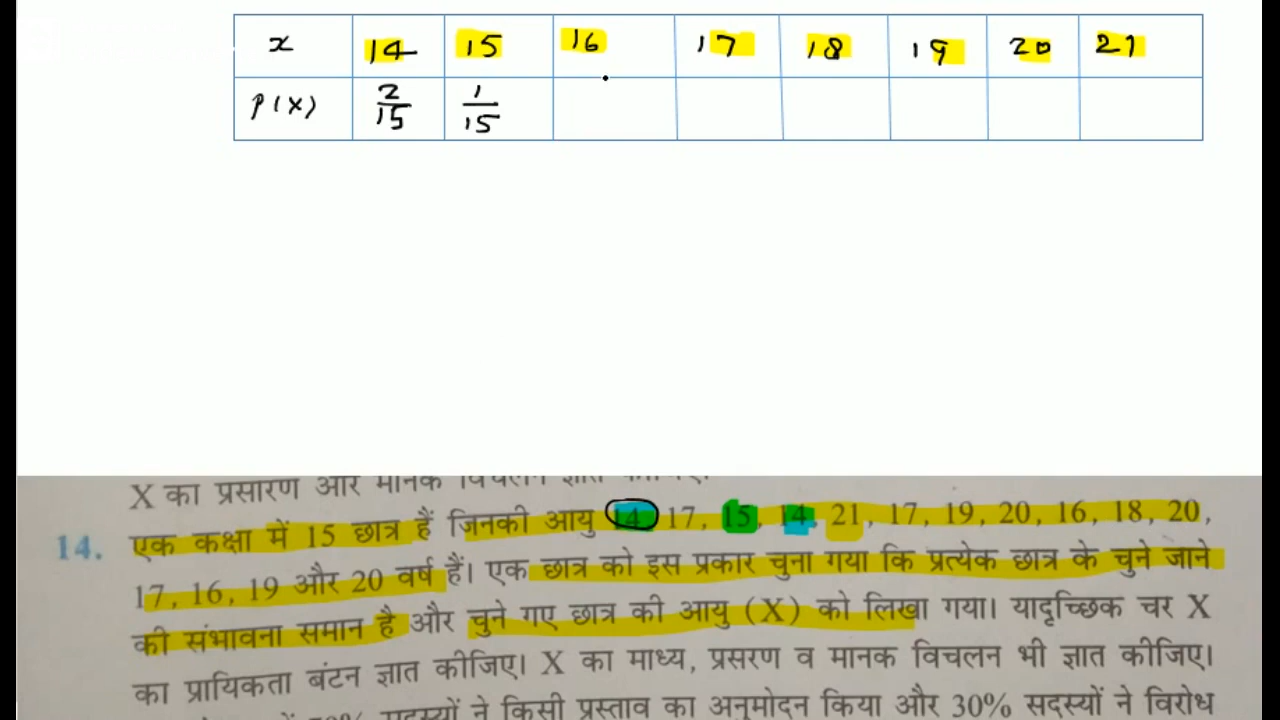 x 14 15 16 17 18 19 20 21
P(X) 2/15 1/15
X का प्रसारण और मानक विचलन ज्ञात
14. एक कक्षा में 15 छात्र हैं जिनकी आयु 14, 17, 15, 14, 21, 17, 19, 20, 16, 18, 20,
17, 16, 19 और 20 वर्ष हैं। एक छात्र को इस प्रकार चुना गया कि प्रत्येक छात्र के चुने जाने
की संभावना समान है और चुने गए छात्र की आयु (X) को लिखा गया। यादृच्छिक चर X
का प्रायिकता बंटन ज्ञात कीजिए। X का माध्य, प्रसरण व मानक विचलन भी ज्ञात कीजिए।
सदस्यों ने किसी प्रस्ताव का अनुमोदन किया और 30% सदस्यों ने विरोध